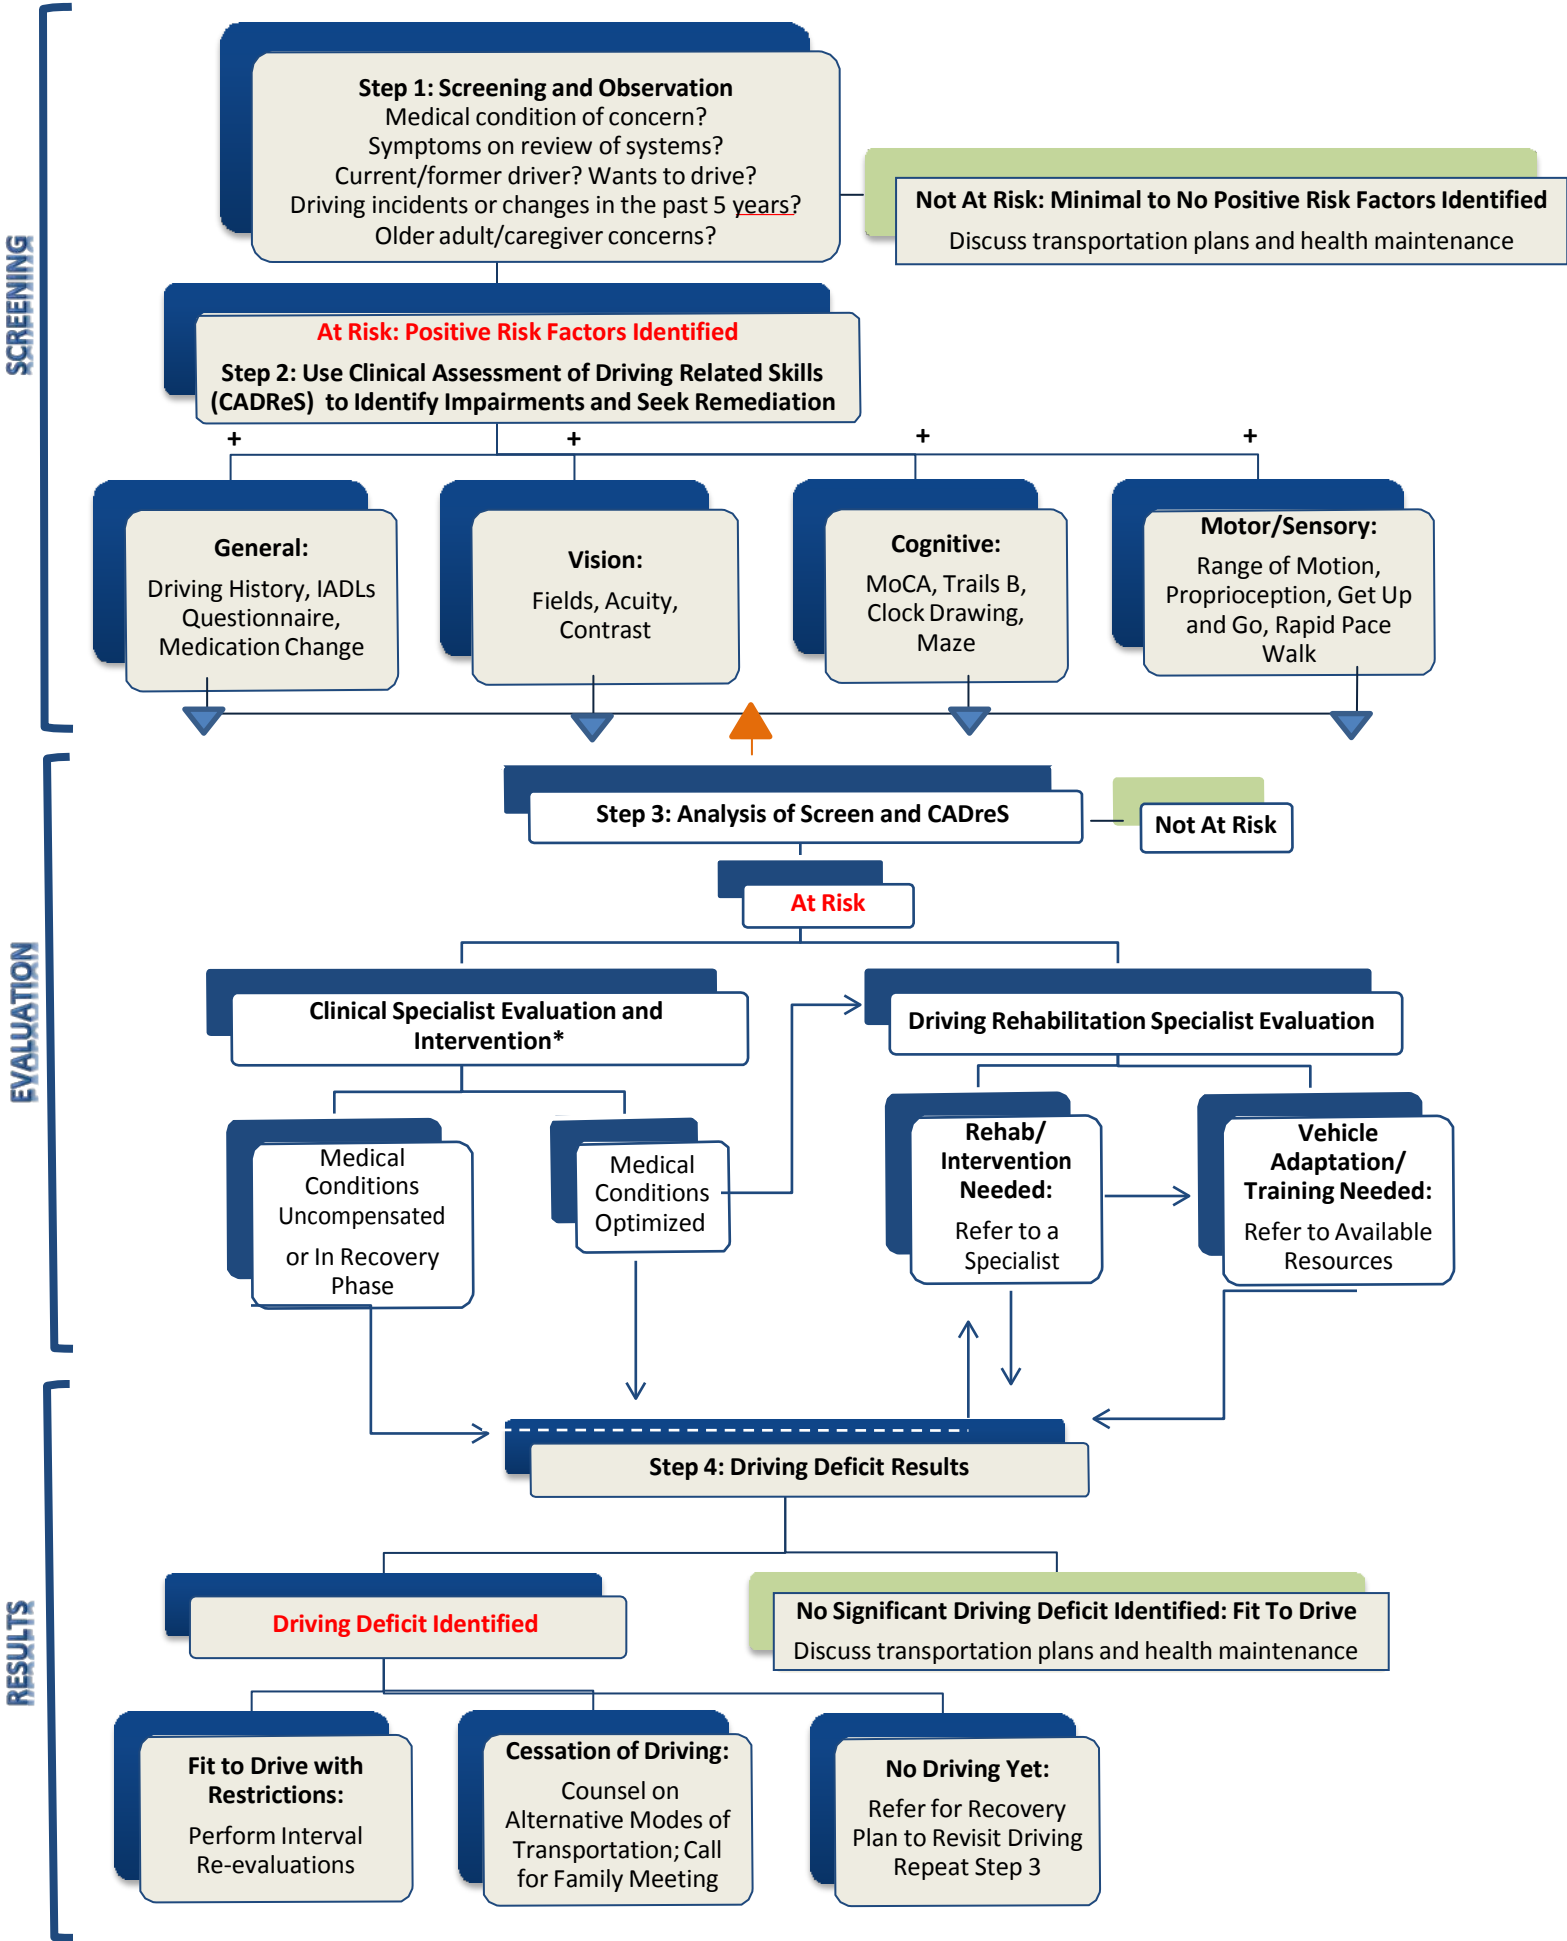 SCREENING
Step 1: Screening and Observation
Medical condition of concern?
Symptoms on review of systems?
Current/former driver? Wants to drive?
Driving incidents or changes in the past 5 years?
Older adult/caregiver concerns?
Not At Risk: Minimal to No Positive Risk Factors Identified
Discuss transportation plans and health maintenance
At Risk: Positive Risk Factors Identified
Step 2: Use Clinical Assessment of Driving Related Skills
(CADReS) to Identify Impairments and Seek Remediation
+
+
+
+
General:
Driving History, IADLs
Questionnaire,
Medication Change
Vision:
Fields, Acuity,
Contrast
Cognitive:
MoCA, Trails B,
Clock Drawing,
Maze
Motor/Sensory:
Range of Motion,
Proprioception, Get Up
and Go, Rapid Pace
Walk
EVALUATION
Step 3: Analysis of Screen and CADreS
Not At Risk
At Risk
Clinical Specialist Evaluation and
Intervention*
Driving Rehabilitation Specialist Evaluation
Medical
Conditions
Uncompensated
or In Recovery
Phase
Medical
Conditions
Optimized
Rehab/
Intervention
Needed:
Refer to a
Specialist
Vehicle
Adaptation/
Training Needed:
Refer to Available
Resources
RESULTS
Step 4: Driving Deficit Results
Driving Deficit Identified
No Significant Driving Deficit Identified: Fit To Drive
Discuss transportation plans and health maintenance
Fit to Drive with
Restrictions:
Perform Interval
Re-evaluations
Cessation of Driving:
Counsel on
Alternative Modes of
Transportation; Call
for Family Meeting
No Driving Yet:
Refer for Recovery
Plan to Revisit Driving
Repeat Step 3